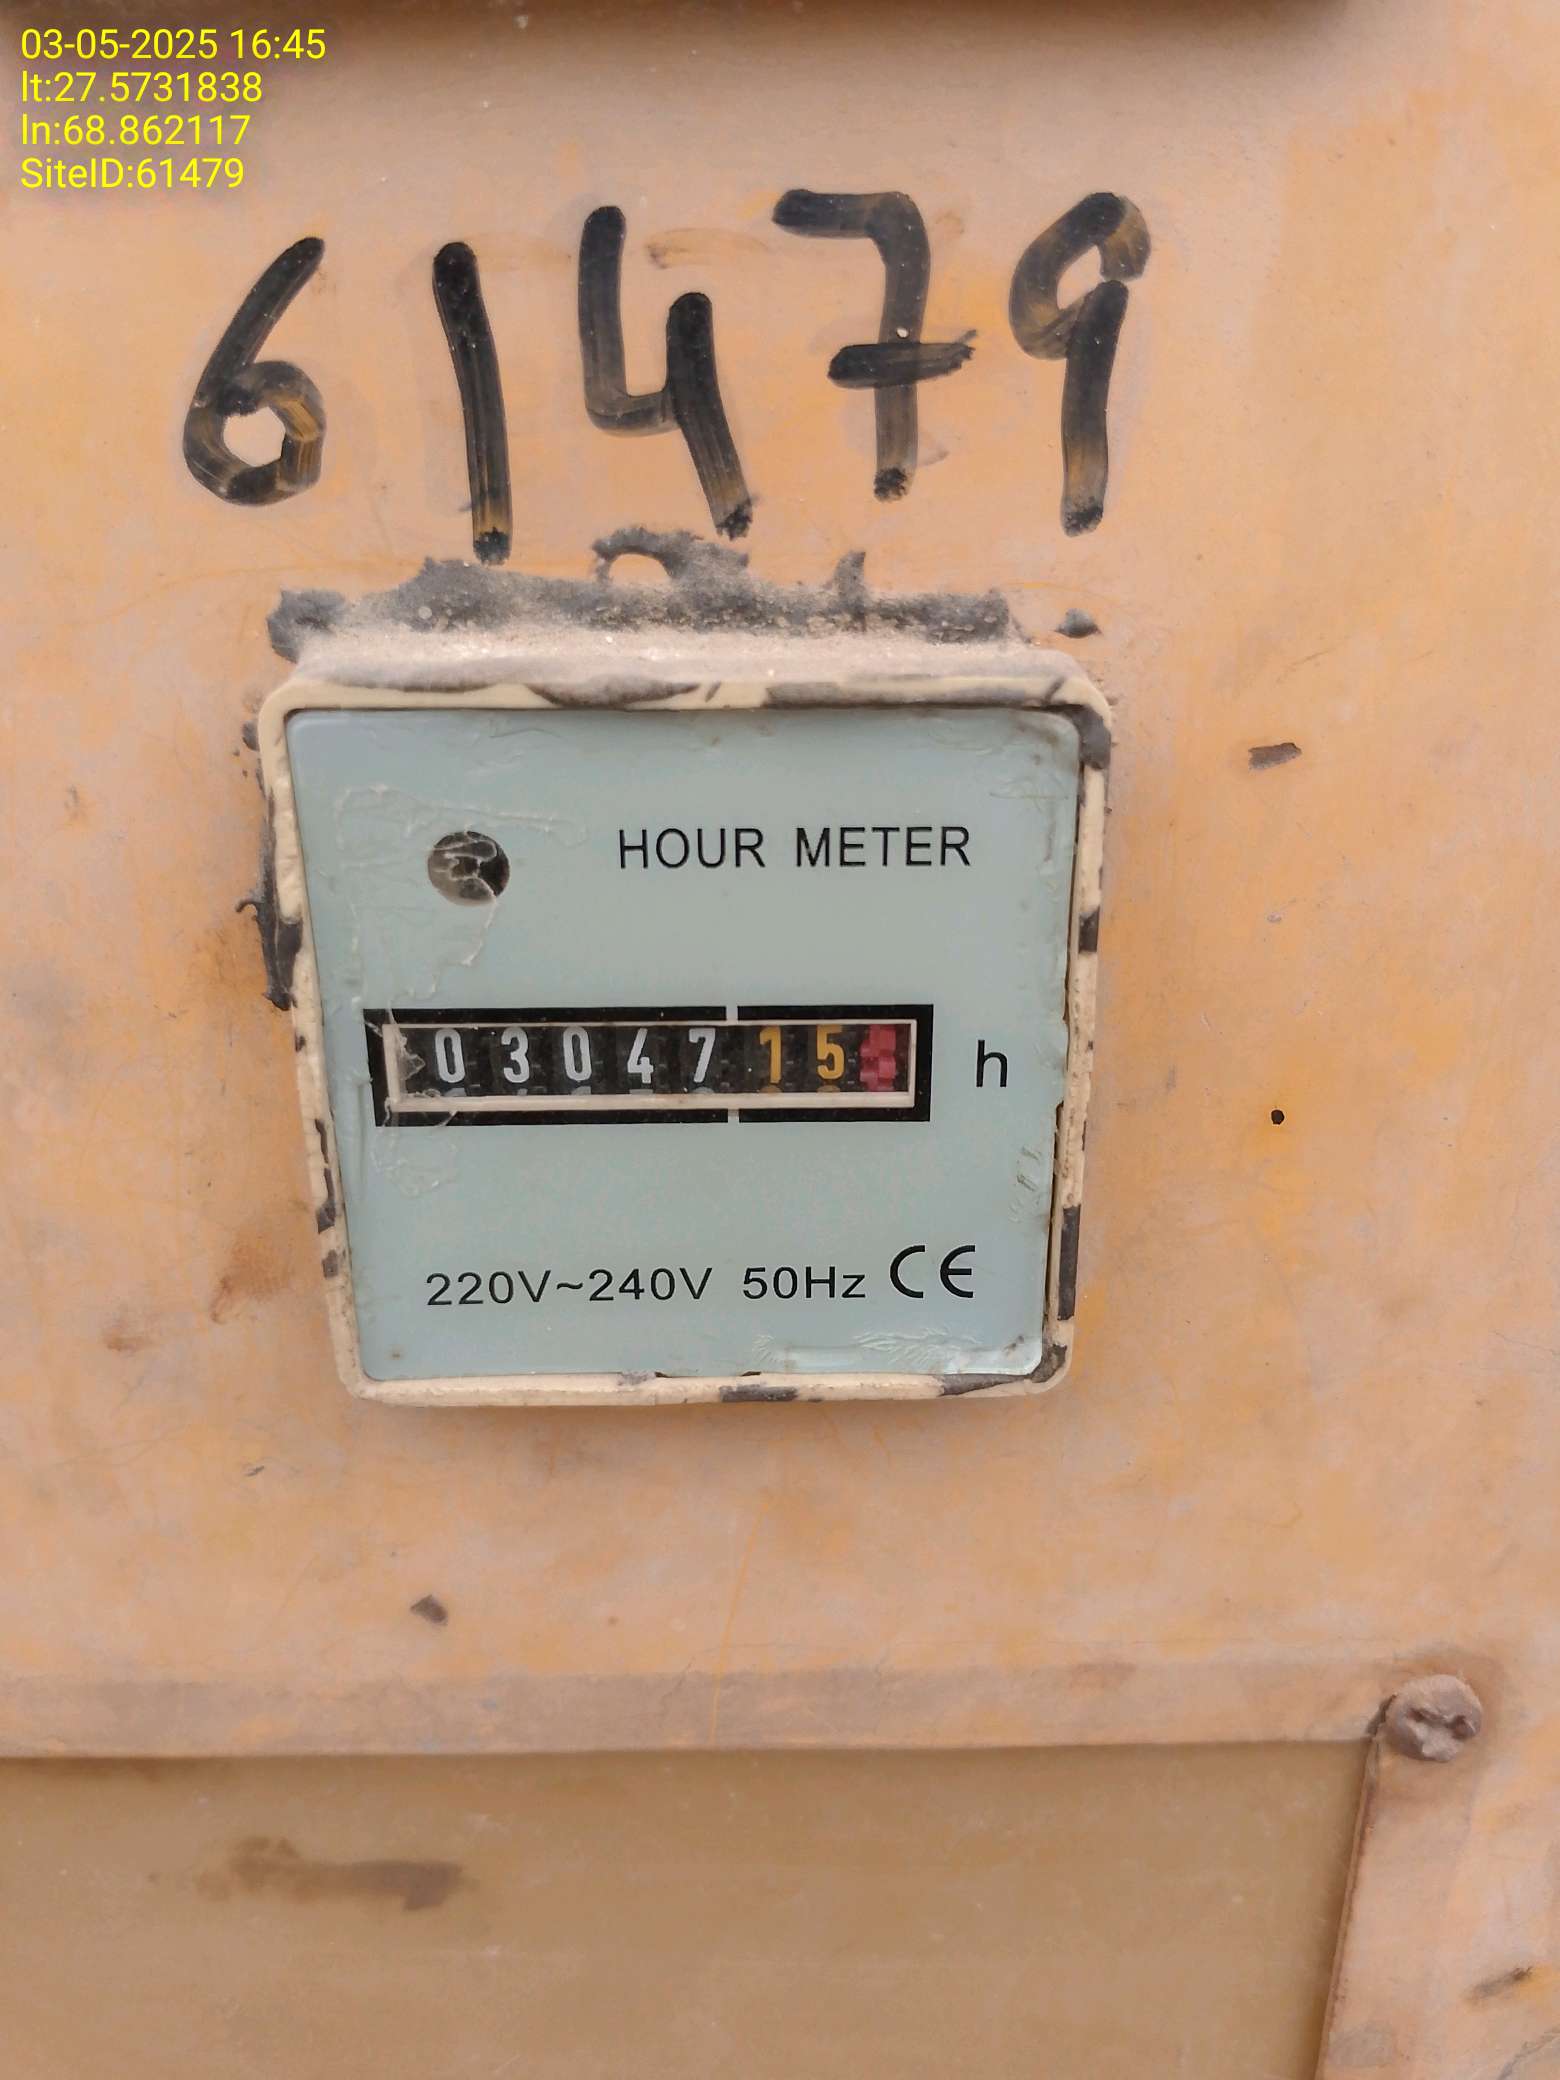 03-05-2025 16:45
lt:27.5731838
ln:68.862117
SiteID:61479
61479
HOUR METER
0304715 h
220V~240V 50Hz CE